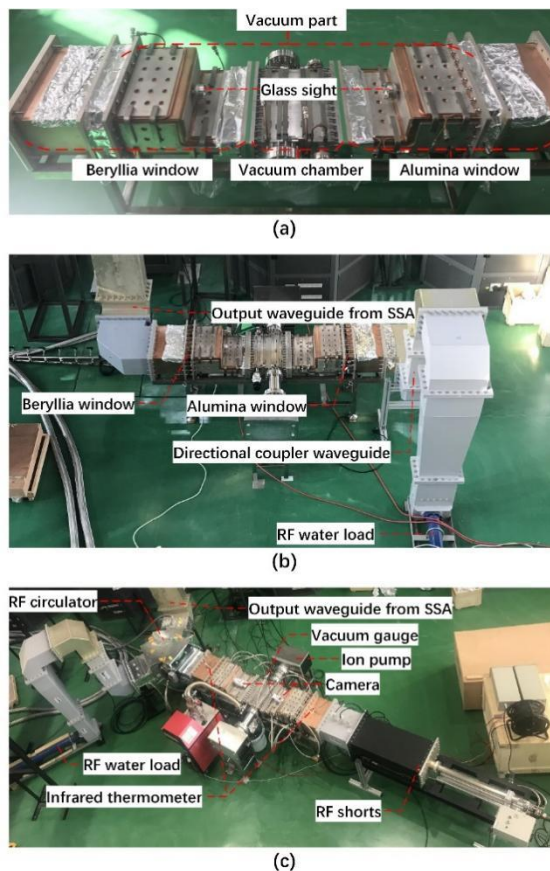 Vacuum part
Glass sight
Beryllia window
Vacuum chamber
Alumina window
(a)
Output waveguide from SSA
Beryllia window
Alumina window
Directional coupler waveguide
RF water load
(b)
RF circulator
Output waveguide from SSA
Vacuum gauge
Ion pump
Camera
RF water load
Infrared thermometer
RF shorts
(c)